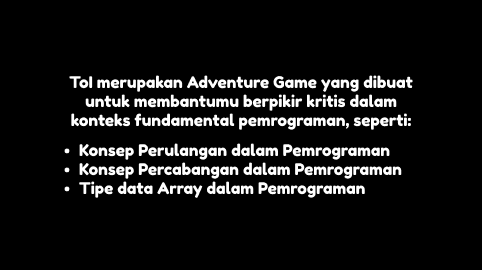 ToI merupakan Adventure Game yang dibuat
untuk membantumu berpikir kritis dalam
konteks fundamental pemrograman, seperti:
• Konsep Perulangan dalam Pemrograman
• Konsep Percabangan dalam Pemrograman
• Tipe data Array dalam Pemrograman